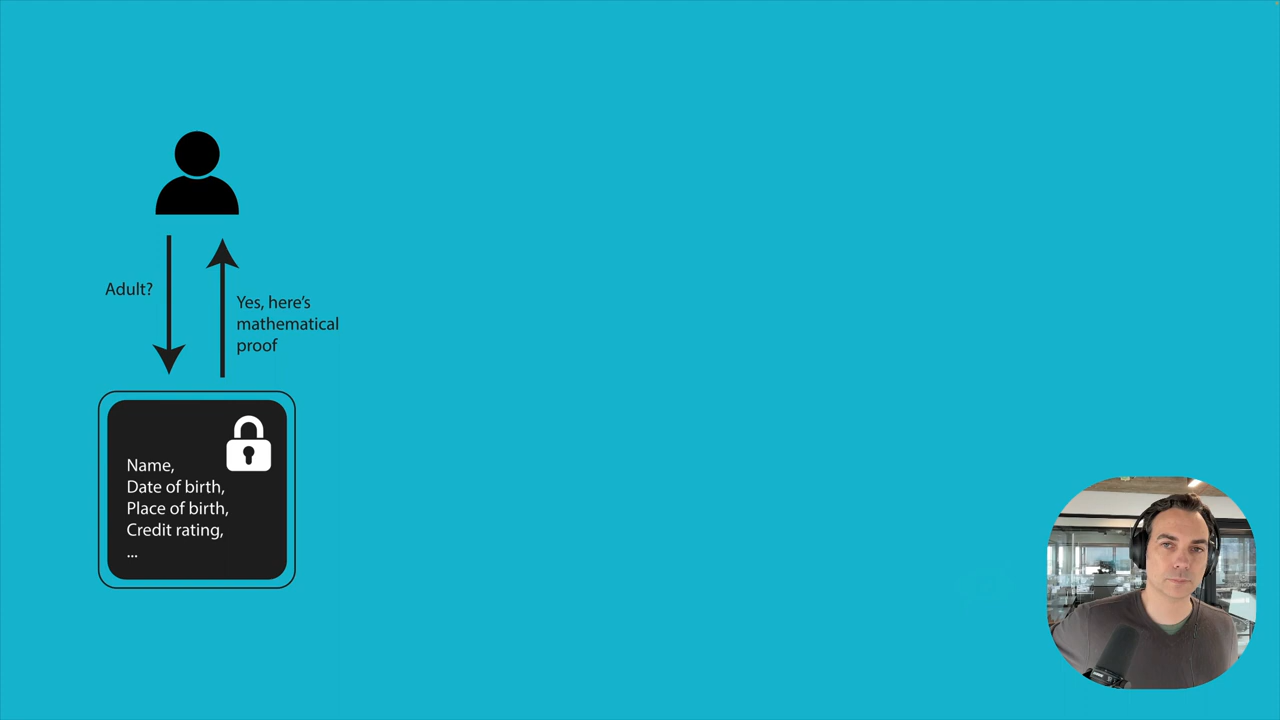 Adult?
Yes, here's
mathematical
proof
Name,
Date of birth,
Place of birth,
Credit rating,
...